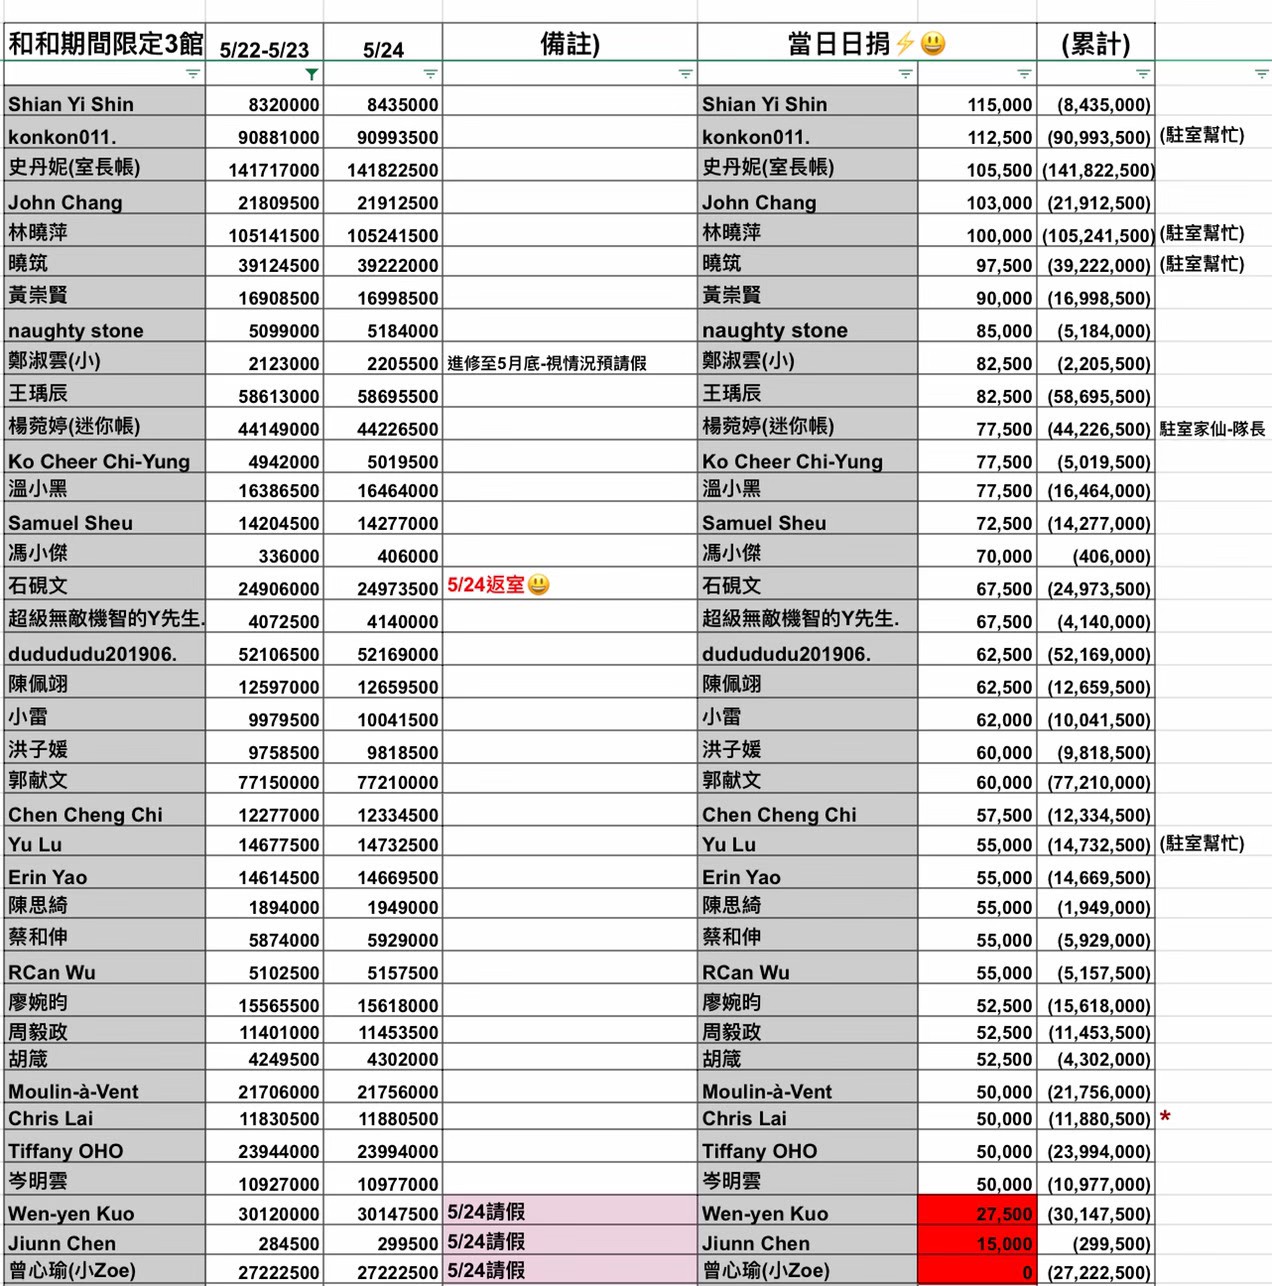 和和期間限定3館 5/22-5/23 5/24 備註) 當日日捐⚡😃 (累計)
Shian Yi Shin 8320000 8435000 Shian Yi Shin 115,000 (8,435,000)
konkon011. 90881000 90993500 konkon011. 112,500 (90,993,500) (駐室幫忙)
史丹妮(室長帳) 141717000 141822500 史丹妮(室長帳) 105,500 (141,822,500)
John Chang 21809500 21912500 John Chang 103,000 (21,912,500)
林曉萍 105141500 105241500 林曉萍 100,000 (105,241,500) (駐室幫忙)
曉筑 39124500 39222000 曉筑 97,500 (39,222,000) (駐室幫忙)
黃崇賢 16908500 16998500 黃崇賢 90,000 (16,998,500)
naughty stone 5099000 5184000 naughty stone 85,000 (5,184,000)
鄭淑雲(小) 2123000 2205500 進修至5月底-視情況預請假 鄭淑雲(小) 82,500 (2,205,500)
王瑀辰 58613000 58695500 王瑀辰 82,500 (58,695,500)
楊菀婷(迷你帳) 44149000 44226500 楊菀婷(迷你帳) 77,500 (44,226,500) 駐室家仙-隊長
Ko Cheer Chi-Yung 4942000 5019500 Ko Cheer Chi-Yung 77,500 (5,019,500)
溫小黑 16386500 16464000 溫小黑 77,500 (16,464,000)
Samuel Sheu 14204500 14277000 Samuel Sheu 72,500 (14,277,000)
馮小傑 336000 406000 馮小傑 70,000 (406,000)
石硯文 24906000 24973500 5/24返室😃 石硯文 67,500 (24,973,500)
超級無敵機智的Y先生. 4072500 4140000 超級無敵機智的Y先生. 67,500 (4,140,000)
dudududu201906. 52106500 52169000 dudududu201906. 62,500 (52,169,000)
陳佩翊 12597000 12659500 陳佩翊 62,500 (12,659,500)
小雷 9979500 10041500 小雷 62,000 (10,041,500)
洪子媛 9758500 9818500 洪子媛 60,000 (9,818,500)
郭献文 77150000 77210000 郭献文 60,000 (77,210,000)
Chen Cheng Chi 12277000 12334500 Chen Cheng Chi 57,500 (12,334,500)
Yu Lu 14677500 14732500 Yu Lu 55,000 (14,732,500) (駐室幫忙)
Erin Yao 14614500 14669500 Erin Yao 55,000 (14,669,500)
陳思綺 1894000 1949000 陳思綺 55,000 (1,949,000)
蔡和伸 5874000 5929000 蔡和伸 55,000 (5,929,000)
RCan Wu 5102500 5157500 RCan Wu 55,000 (5,157,500)
廖婉昀 15565500 15618000 廖婉昀 52,500 (15,618,000)
周毅政 11401000 11453500 周毅政 52,500 (11,453,500)
胡箴 4249500 4302000 胡箴 52,500 (4,302,000)
Moulin-à-Vent 21706000 21756000 Moulin-à-Vent 50,000 (21,756,000)
Chris Lai 11830500 11880500 Chris Lai 50,000 (11,880,500) *
Tiffany OHO 23944000 23994000 Tiffany OHO 50,000 (23,994,000)
岑明雲 10927000 10977000 岑明雲 50,000 (10,977,000)
Wen-yen Kuo 30120000 30147500 5/24請假 Wen-yen Kuo 27,500 (30,147,500)
Jiunn Chen 284500 299500 5/24請假 Jiunn Chen 15,000 (299,500)
曾心瑜(小Zoe) 27222500 27222500 5/24請假 曾心瑜(小Zoe) 0 (27,222,500)